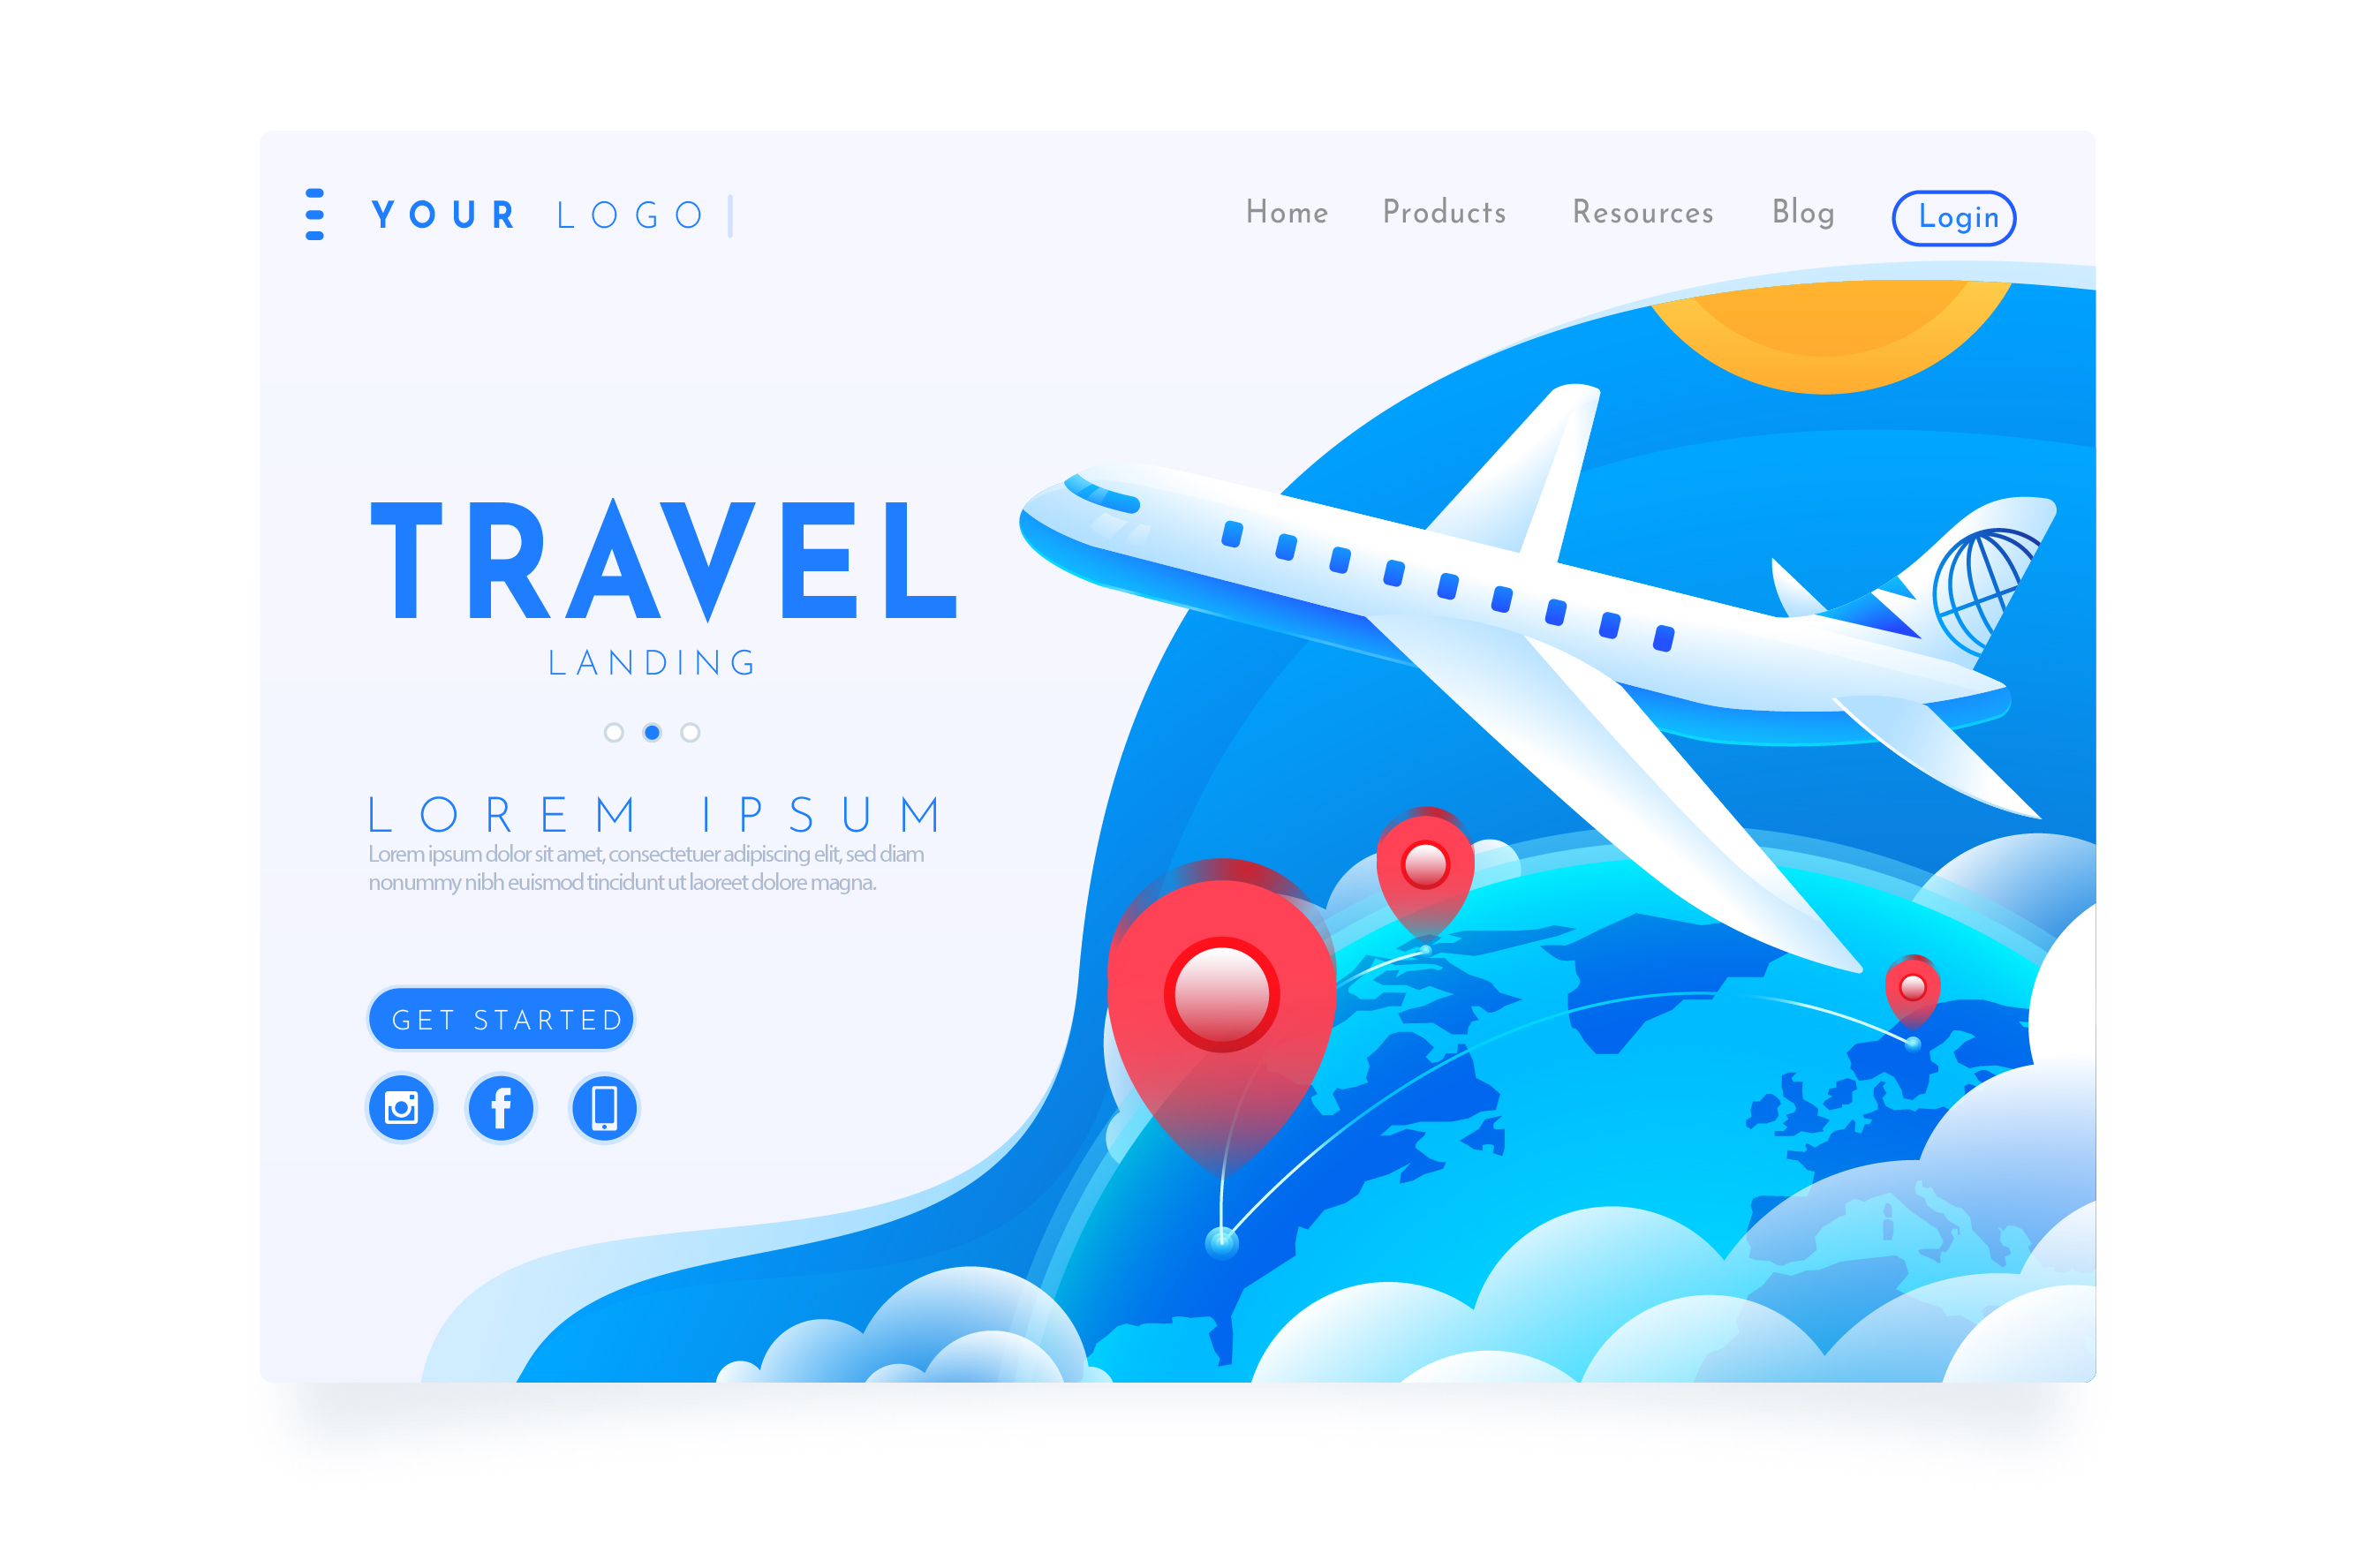 YOUR LOGO
Home Products Resources Blog Login
TRAVEL
LANDING
LOREM IPSUM
Lorem ipsum dolor sit amet, consectetuer adipiscing elit, sed diam
nonummy nibh euismod tincidunt ut laoreet dolore magna.
GET STARTED